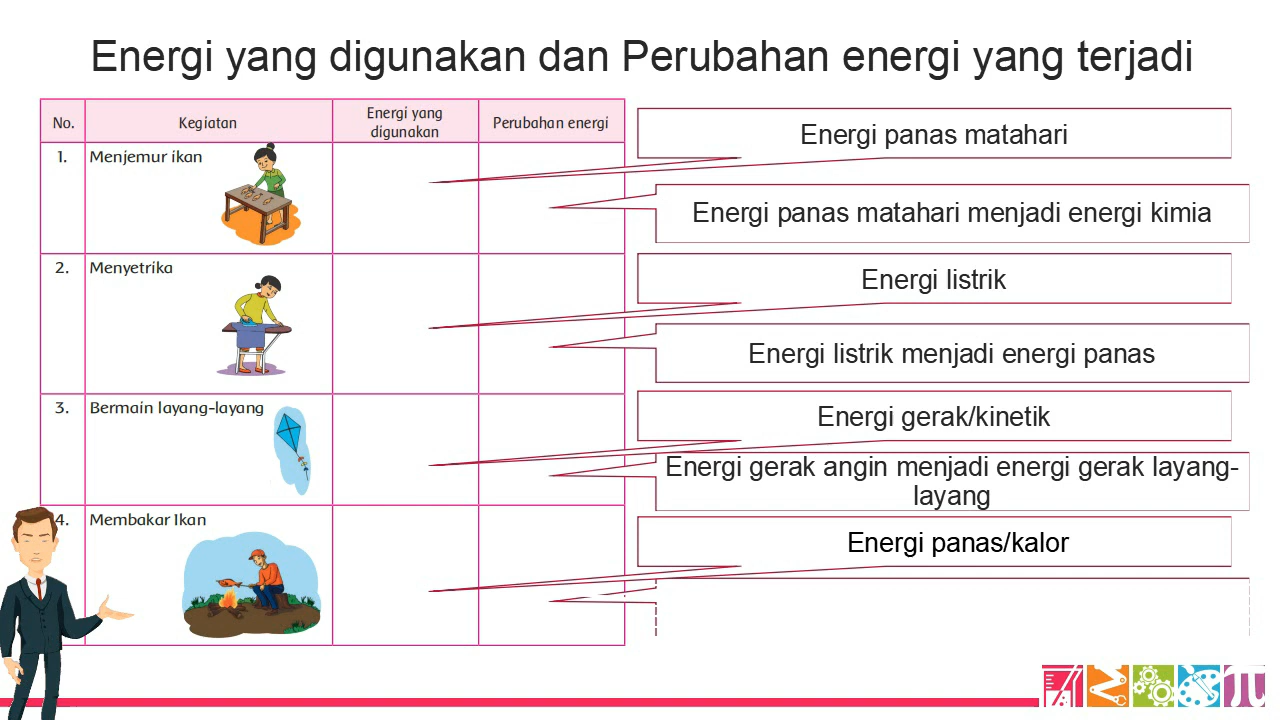 Energi yang digunakan dan Perubahan energi yang terjadi
No.
Kegiatan
Energi yang
digunakan
Perubahan energi
1.
Menjemur ikan
Energi panas matahari
Energi panas matahari menjadi energi kimia
2.
Menyetrika
Energi listrik
Energi listrik menjadi energi panas
3.
Bermain layang-layang
Energi gerak/kinetik
Energi gerak angin menjadi energi gerak layang-
layang
4.
Membakar Ikan
Energi panas/kalor
π